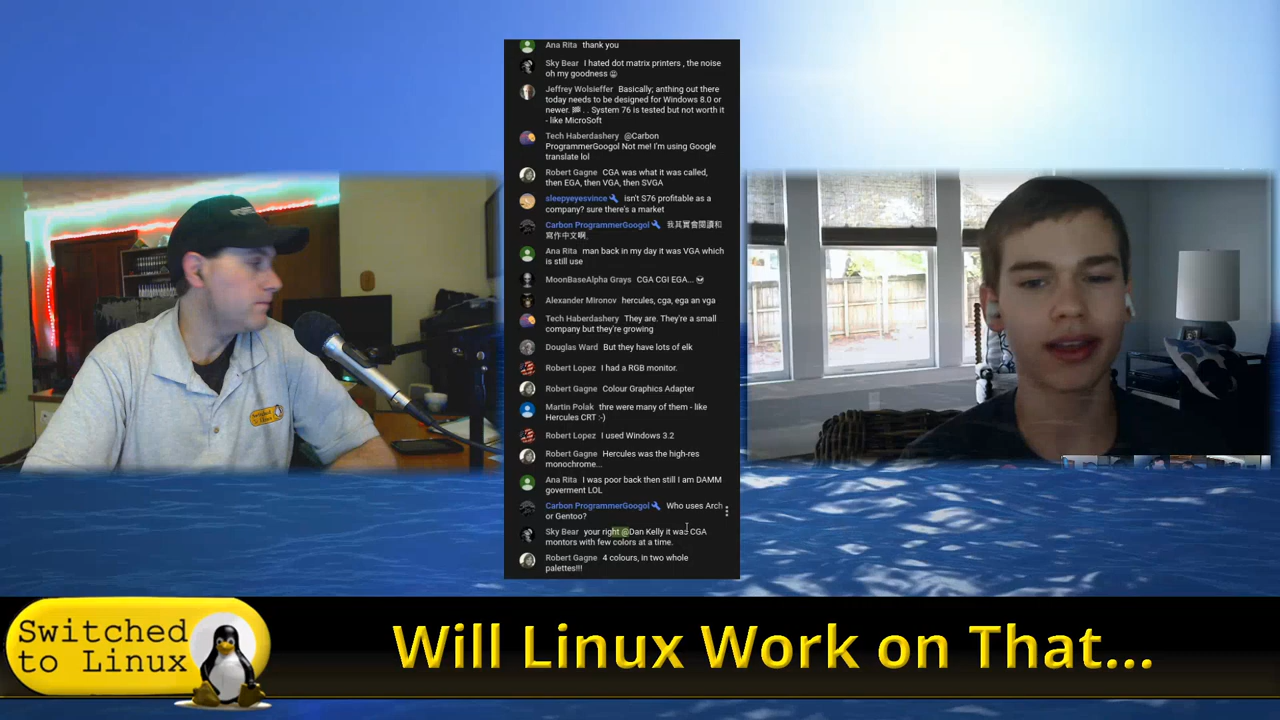 Ana Rita thank you
Sky Bear I hated dot matrix printers , the noise
oh my goodness
Jeffrey Wolsieffer Basically; anthing out there
today needs to be designed for Windows 8.0 or
newer. . . System 76 is tested but not worth it
- like MicroSoft
Tech Haberdashery @Carbon
ProgrammerGoogol Not me! I'm using Google
translate lol
Robert Gagne CGA was what it was called,
then EGA, then VGA, then SVGA
sleepyeyesvince isn't S76 profitable as a
company? sure there's a market
Carbon ProgrammerGoogol 我其實會閱讀和
寫作中文啊.
Ana Rita man back in my day it was VGA which
is still use
MoonBaseAlpha Grays CGA CGI EGA...
Alexander Mironov hercules, cga, ega an vga
Tech Haberdashery They are. They're a small
company but they're growing
Douglas Ward But they have lots of elk
Robert Lopez I had a RGB monitor.
Robert Gagne Colour Graphics Adapter
Martin Polak thre were many of them - like
Hercules CRT :-)
Robert Lopez I used Windows 3.2
Robert Gagne Hercules was the high-res
monochrome...
Ana Rita I was poor back then still I am DAMM
goverment LOL
Carbon ProgrammerGoogol Who uses Arch
or Gentoo?
Sky Bear your right @Dan Kelly it was CGA
montors with few colors at a time.
Robert Gagne 4 colours, in two whole
palettes!!!
Switched
to Linux
Will Linux Work on That...